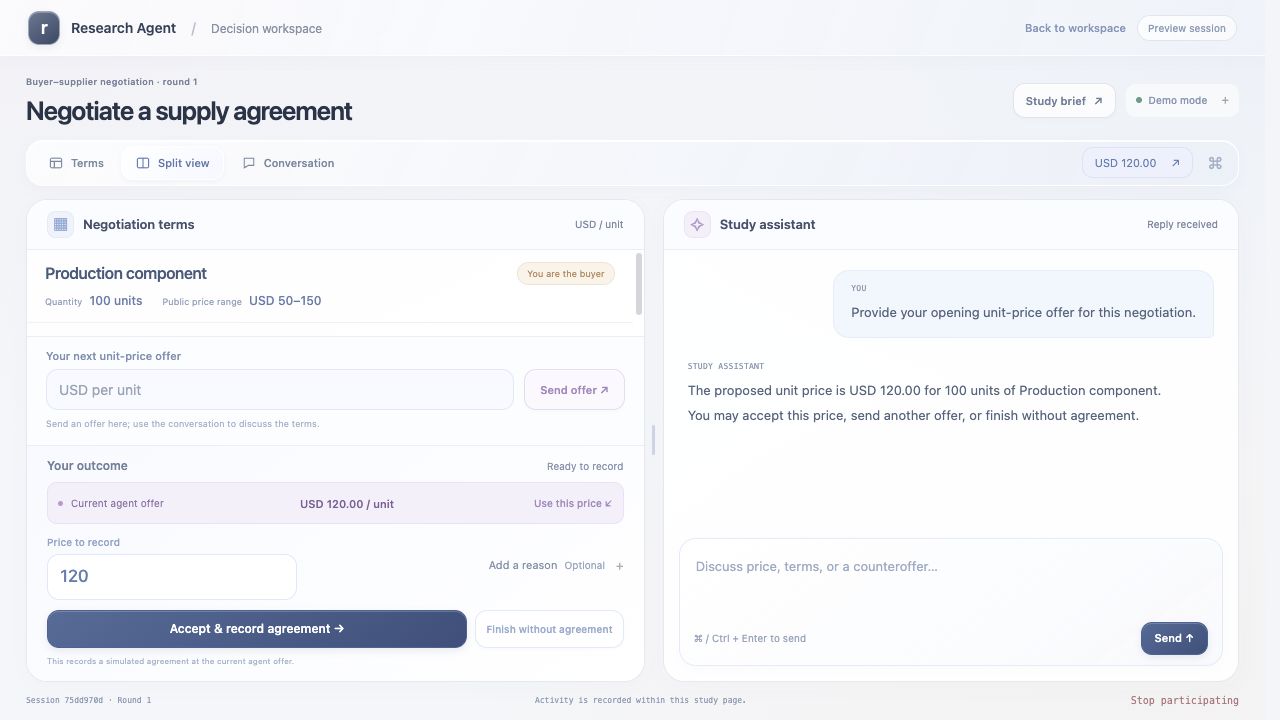 r Research Agent / Decision workspace
Back to workspace Preview session
Buyer–supplier negotiation · round 1
Negotiate a supply agreement
Study brief ↗ Demo mode +
Terms Split view Conversation
USD 120.00 ↗ ⌘
Negotiation terms USD / unit
Production component
You are the buyer
Quantity 100 units Public price range USD 50–150
Your next unit-price offer
USD per unit Send offer ↗
Send an offer here; use the conversation to discuss the terms.
Your outcome Ready to record
Current agent offer USD 120.00 / unit Use this price ↙
Price to record
120
Add a reason Optional +
Accept & record agreement →
Finish without agreement
This records a simulated agreement at the current agent offer.
Study assistant Reply received
YOU
Provide your opening unit-price offer for this negotiation.
STUDY ASSISTANT
The proposed unit price is USD 120.00 for 100 units of Production component.
You may accept this price, send another offer, or finish without agreement.
Discuss price, terms, or a counteroffer…
⌘ / Ctrl + Enter to send
Send ↑
Session 75dd970d · Round 1
Activity is recorded within this study page.
Stop participating